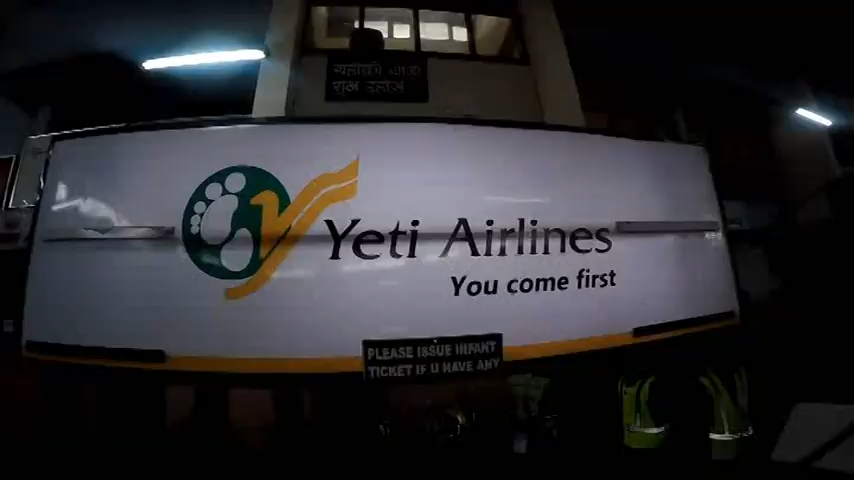 Yeti Airlines
You come first
PLEASE ISSUE INFANT
TICKET IF U HAVE ANY